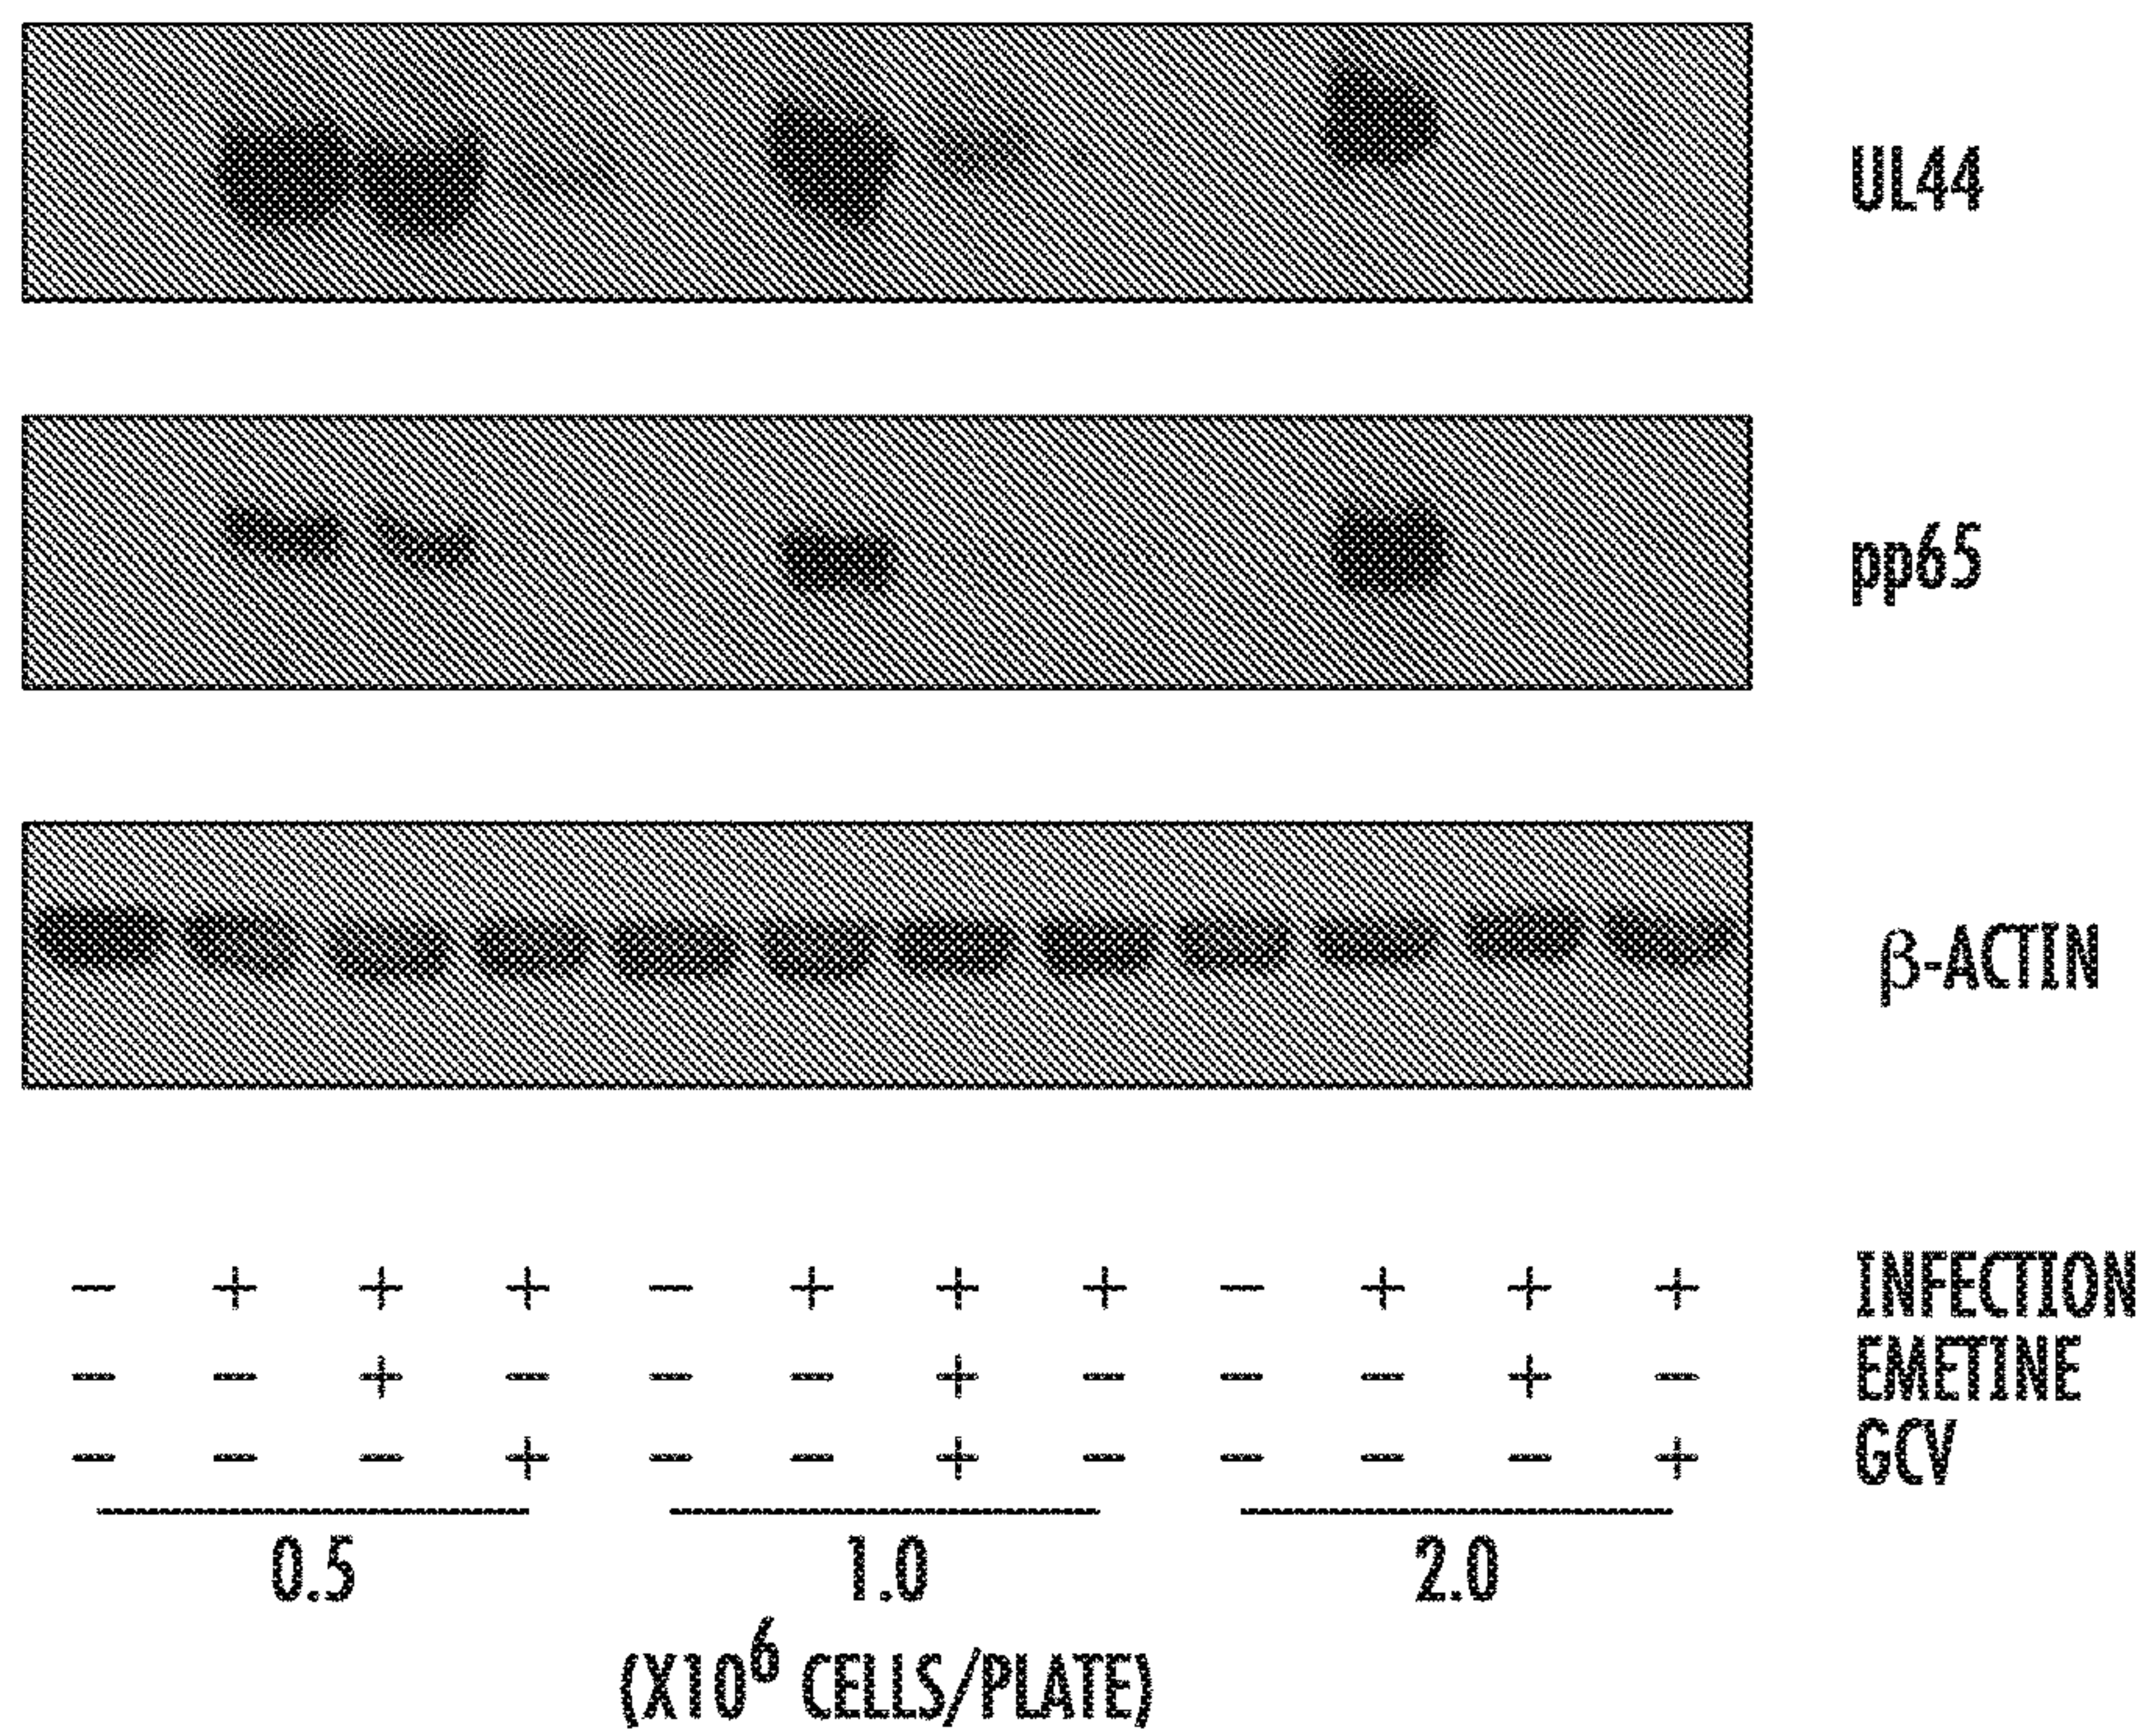 UL44
pp65
β-ACTIN
− + + + − + + + − + + + INFECTION
− − + − − − + − − − + − EMETINE
− − − + − − + − − − − + GCV
0.5 1.0 2.0
(X10⁶ CELLS/PLATE)